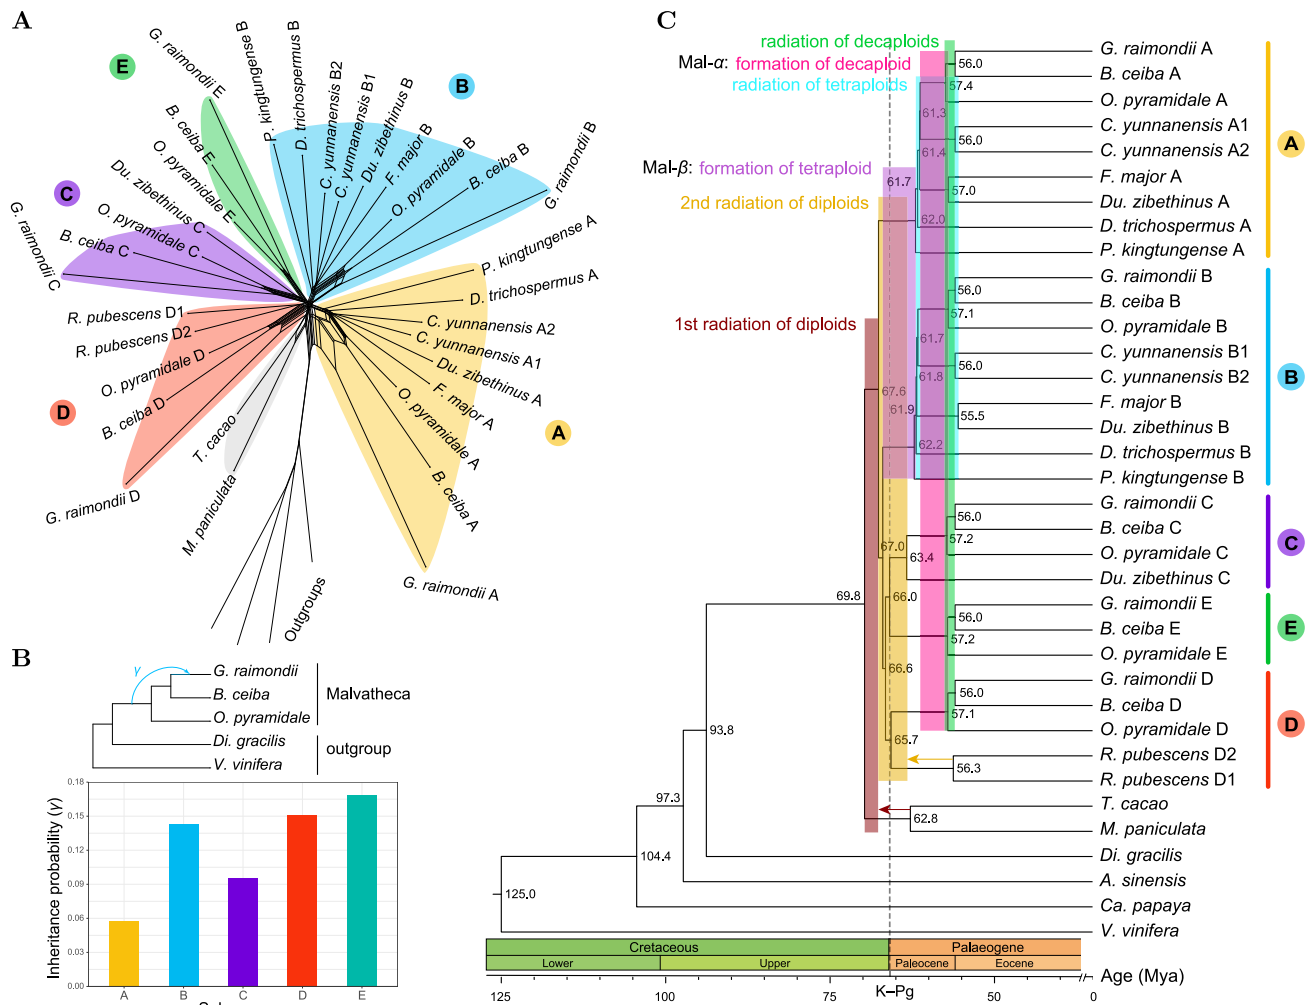 A
G. raimondii E
P. kingtungense B
D. trichospermus B
C. yunnanensis B2
C. yunnanensis B1
Du. zibethinus B
F. major B
O. pyramidale B
B. ceiba B
G. raimondii B
E
B
B. ceiba E
O. pyramidale E
Du. zibethinus C
O. pyramidale C
B. ceiba C
G. raimondii C
C
P. kingtungense A
D. trichospermus A
C. yunnanensis A2
C. yunnanensis A1
Du. zibethinus A
F. major A
O. pyramidale A
B. ceiba A
G. raimondii A
A
R. pubescens D1
R. pubescens D2
O. pyramidale D
B. ceiba D
G. raimondii D
D
T. cacao
M. paniculata
Outgroups
B
γ
G. raimondii
B. ceiba
O. pyramidale
Di. gracilis
V. vinifera
Malvatheca
outgroup
Inheritance probability (γ)
0.18
0.15
0.12
0.09
0.06
0.03
0.00
A B C D E
C
radiation of decaploids
Mal-α: formation of decaploid
radiation of tetraploids
Mal-β: formation of tetraploid
2nd radiation of diploids
1st radiation of diploids
G. raimondii A
56.0
B. ceiba A
57.4
O. pyramidale A
61.3
C. yunnanensis A1
56.0
C. yunnanensis A2
61.4
F. major A
61.7
57.0
Du. zibethinus A
62.0
D. trichospermus A
P. kingtungense A
A
G. raimondii B
56.0
B. ceiba B
57.1
O. pyramidale B
61.7
C. yunnanensis B1
56.0
C. yunnanensis B2
61.8
67.6
F. major B
61.9
55.5
Du. zibethinus B
62.2
D. trichospermus B
P. kingtungense B
B
G. raimondii C
56.0
B. ceiba C
57.2
67.0
O. pyramidale C
63.4
Du. zibethinus C
C
69.8
66.0
G. raimondii E
56.0
B. ceiba E
57.2
O. pyramidale E
E
66.6
G. raimondii D
56.0
B. ceiba D
57.1
O. pyramidale D
D
65.7
R. pubescens D2
56.3
R. pubescens D1
93.8
T. cacao
97.3
62.8
M. paniculata
104.4
Di. gracilis
A. sinensis
125.0
Ca. papaya
V. vinifera
Cretaceous Palaeogene
Lower Upper Paleocene Eocene
K–Pg
Age (Mya)
125 100 75 50 0